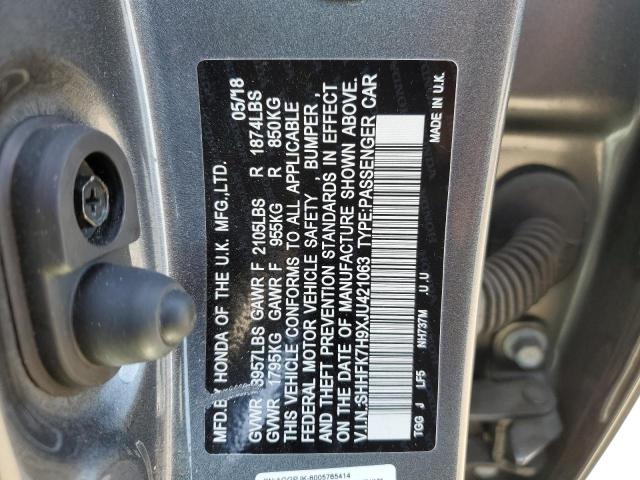 MFD.BY HONDA OF THE U.K. MFG.,LTD. 05/18
GVWR 3957LBS GAWR F 2105LBS R 1874LBS
GVWR 1795KG GAWR F 955KG R 850KG
THIS VEHICLE CONFORMS TO ALL APPLICABLE
FEDERAL MOTOR VEHICLE SAFETY , BUMPER ,
AND THEFT PREVENTION STANDARDS IN EFFECT
ON THE DATE OF MANUFACTURE SHOWN ABOVE.
V.I.N.:SHHFK7H9XJU421063 TYPE:PASSENGER CAR
TGG J LF5 NH737M .U .U MADE IN U.K.